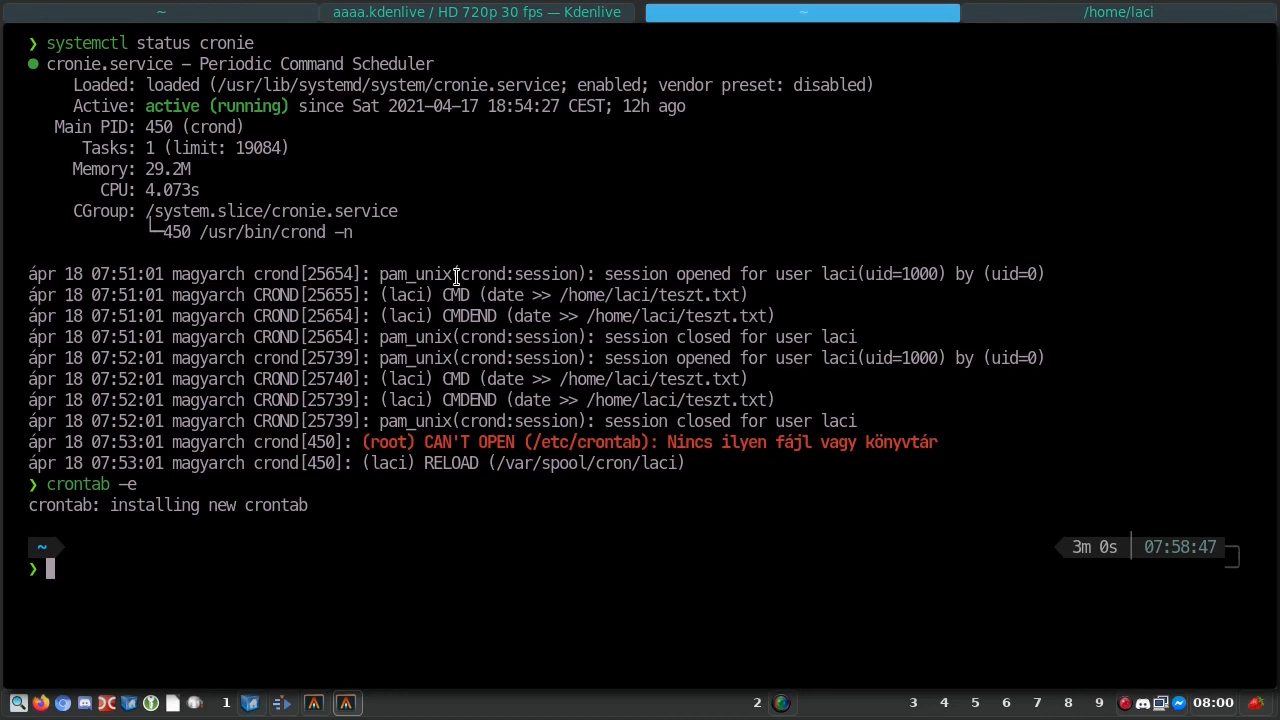 ~
aaaa.kdenlive / HD 720p 30 fps — Kdenlive
~
/home/laci
❯ systemctl status cronie
● cronie.service – Periodic Command Scheduler
Loaded: loaded (/usr/lib/systemd/system/cronie.service; enabled; vendor preset: disabled)
Active: active (running) since Sat 2021-04-17 18:54:27 CEST; 12h ago
Main PID: 450 (crond)
Tasks: 1 (limit: 19084)
Memory: 29.2M
CPU: 4.073s
CGroup: /system.slice/cronie.service
└─450 /usr/bin/crond -n
ápr 18 07:51:01 magyarch crond[25654]: pam_unix(crond:session): session opened for user laci(uid=1000) by (uid=0)
ápr 18 07:51:01 magyarch CROND[25655]: (laci) CMD (date >> /home/laci/teszt.txt)
ápr 18 07:51:01 magyarch CROND[25654]: (laci) CMDEND (date >> /home/laci/teszt.txt)
ápr 18 07:51:01 magyarch CROND[25654]: pam_unix(crond:session): session closed for user laci
ápr 18 07:52:01 magyarch crond[25739]: pam_unix(crond:session): session opened for user laci(uid=1000) by (uid=0)
ápr 18 07:52:01 magyarch CROND[25740]: (laci) CMD (date >> /home/laci/teszt.txt)
ápr 18 07:52:01 magyarch CROND[25739]: (laci) CMDEND (date >> /home/laci/teszt.txt)
ápr 18 07:52:01 magyarch CROND[25739]: pam_unix(crond:session): session closed for user laci
ápr 18 07:53:01 magyarch crond[450]: (root) CAN'T OPEN (/etc/crontab): Nincs ilyen fájl vagy könyvtár
ápr 18 07:53:01 magyarch crond[450]: (laci) RELOAD (/var/spool/cron/laci)
❯ crontab -e
crontab: installing new crontab
~ 3m 0s 07:58:47
❯
1 2 3 4 5 6 7 8 9 08:00